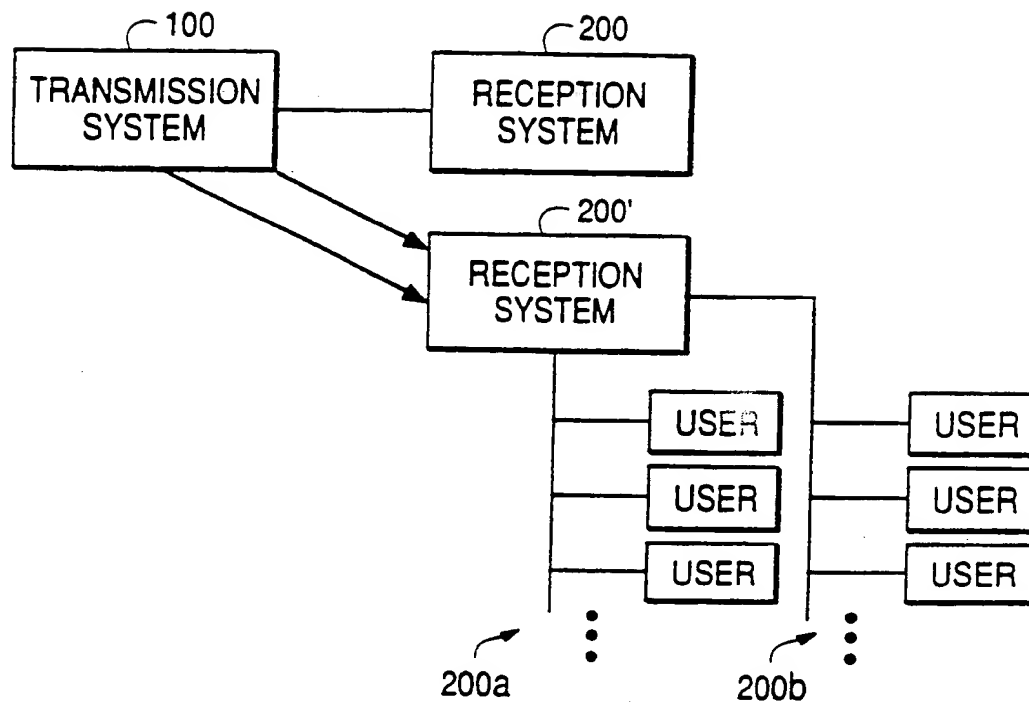 100
TRANSMISSION
SYSTEM
200
RECEPTION
SYSTEM
200'
RECEPTION
SYSTEM
USER
USER
USER
USER
USER
USER
200a
200b